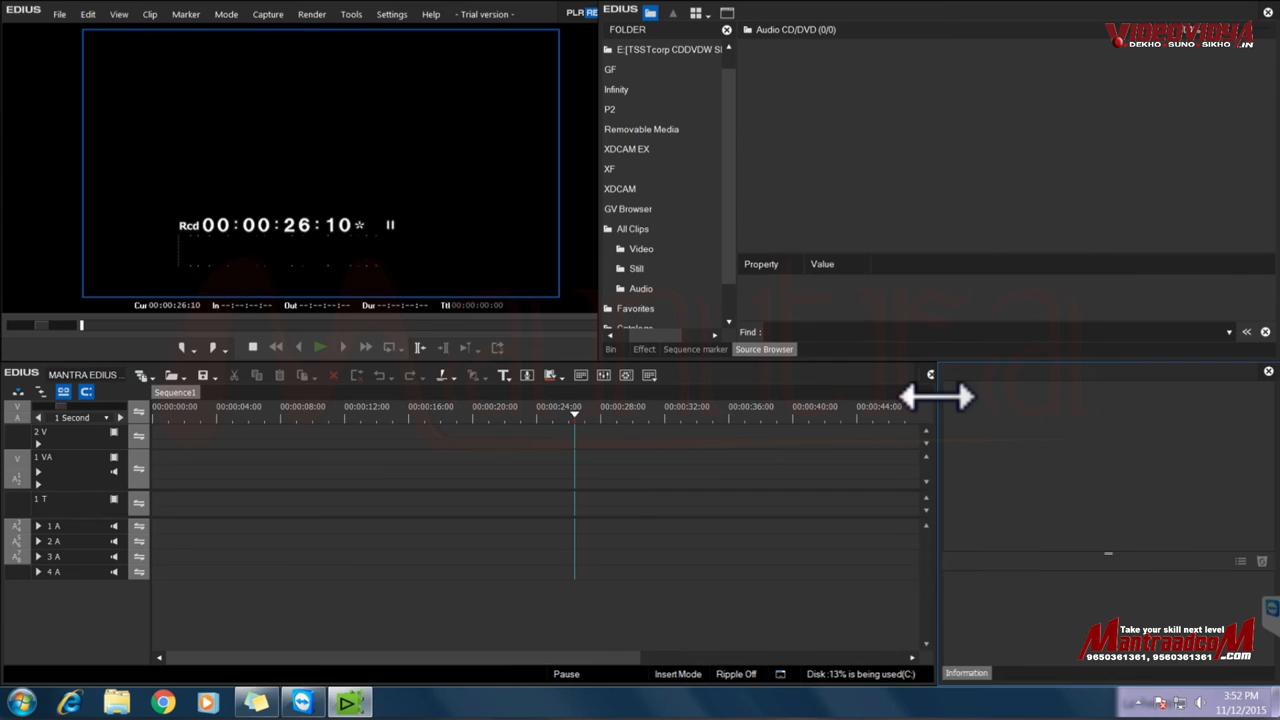 EDIUS File Edit View Clip Marker Mode Capture Render Tools Settings Help - Trial version - PLR
Rcd 00:00:26:10* II
Cur 00:00:26:10 In --:--:--:-- Out --:--:--:-- Dur --:--:--:-- Ttl 00:00:00:00
EDIUS
FOLDER
E:[TSSTcorp CDDVDW S
GF
Infinity
P2
Removable Media
XDCAM EX
XF
XDCAM
GV Browser
All Clips
Video
Still
Audio
Favorites
Catalogs
Bin Effect Sequence marker Source Browser
Audio CD/DVD (0/0)
Property Value
Find :
VIDEOVIDYA
DEKHO SUNO SIKHO .IN
EDIUS MANTRA EDIUS ...
Sequence1
V
A
1 Second
00:00:00:00 00:00:04:00 00:00:08:00 00:00:12:00 00:00:16:00 00:00:20:00 00:00:24:00 00:00:28:00 00:00:32:00 00:00:36:00 00:00:40:00 00:00:44:00
2 V
V 1 VA
1 T
1 A
2 A
3 A
4 A
Pause Insert Mode Ripple Off Disk :13% is being used(C:)
Take your skill next level
MantraadcoM
9650361361, 9560361361, .com
Information
3:52 PM
11/12/2015